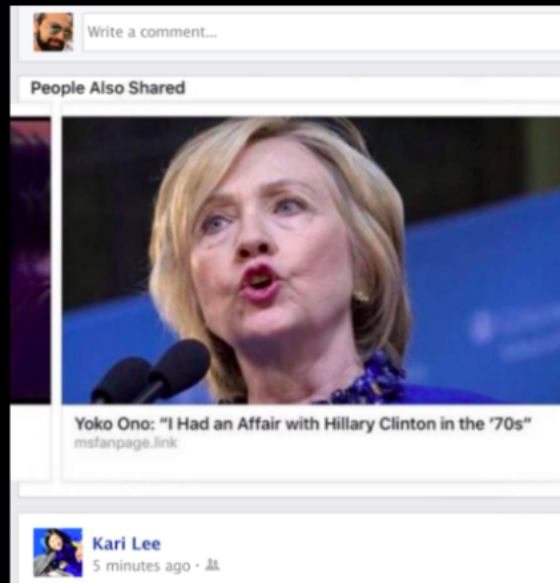 Write a comment...
People Also Shared
Yoko Ono: "I Had an Affair with Hillary Clinton in the '70s"
msfanpage.link
Kari Lee
5 minutes ago ·